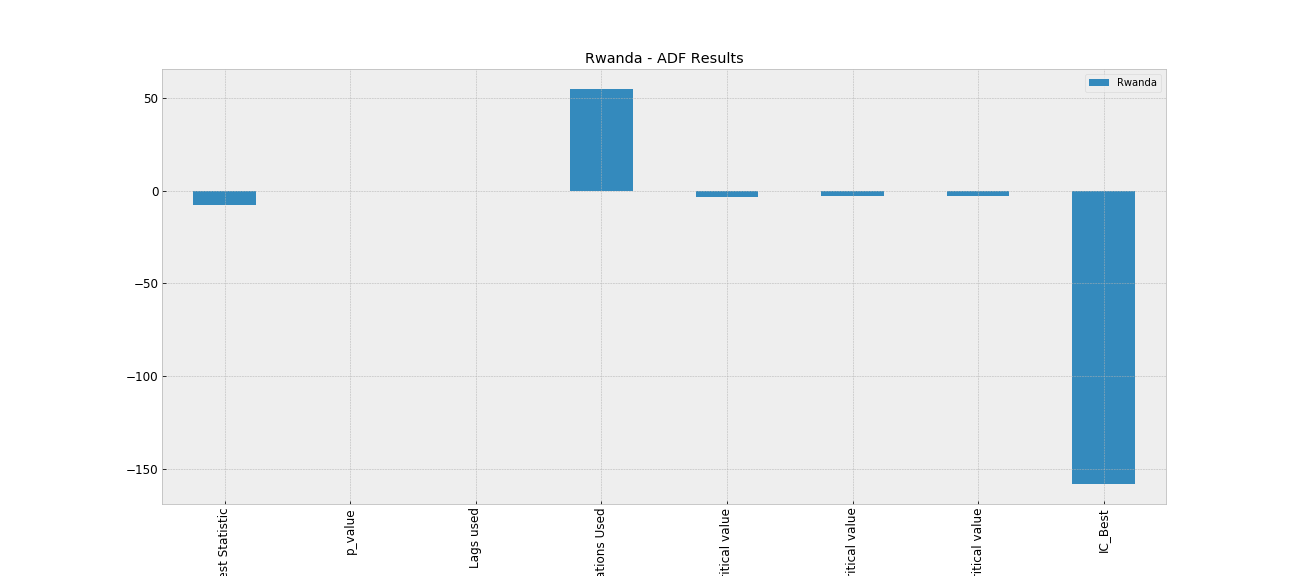 Rwanda - ADF Results
Rwanda
50
0
−50
−100
−150
est Statistic
p_value
Lags used
ations Used
ritical value
ritical value
ritical value
IC_Best